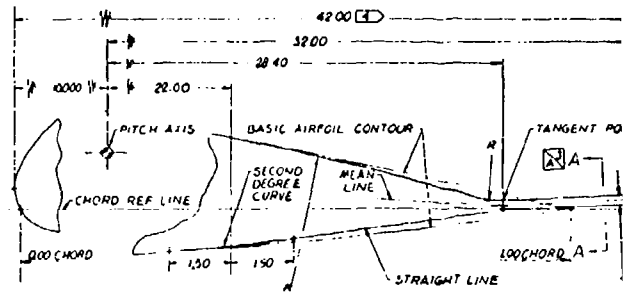 42.00
32.00
28.40
10.000
22.00
PITCH AXIS
BASIC AIRFOIL CONTOUR
TANGENT PO
A
SECOND
DEGREE
CURVE
MEAN
LINE
R
CHORD REF LINE
0.00 CHORD
1.00 CHORD A
1.50
1.90
STRAIGHT LINE
R